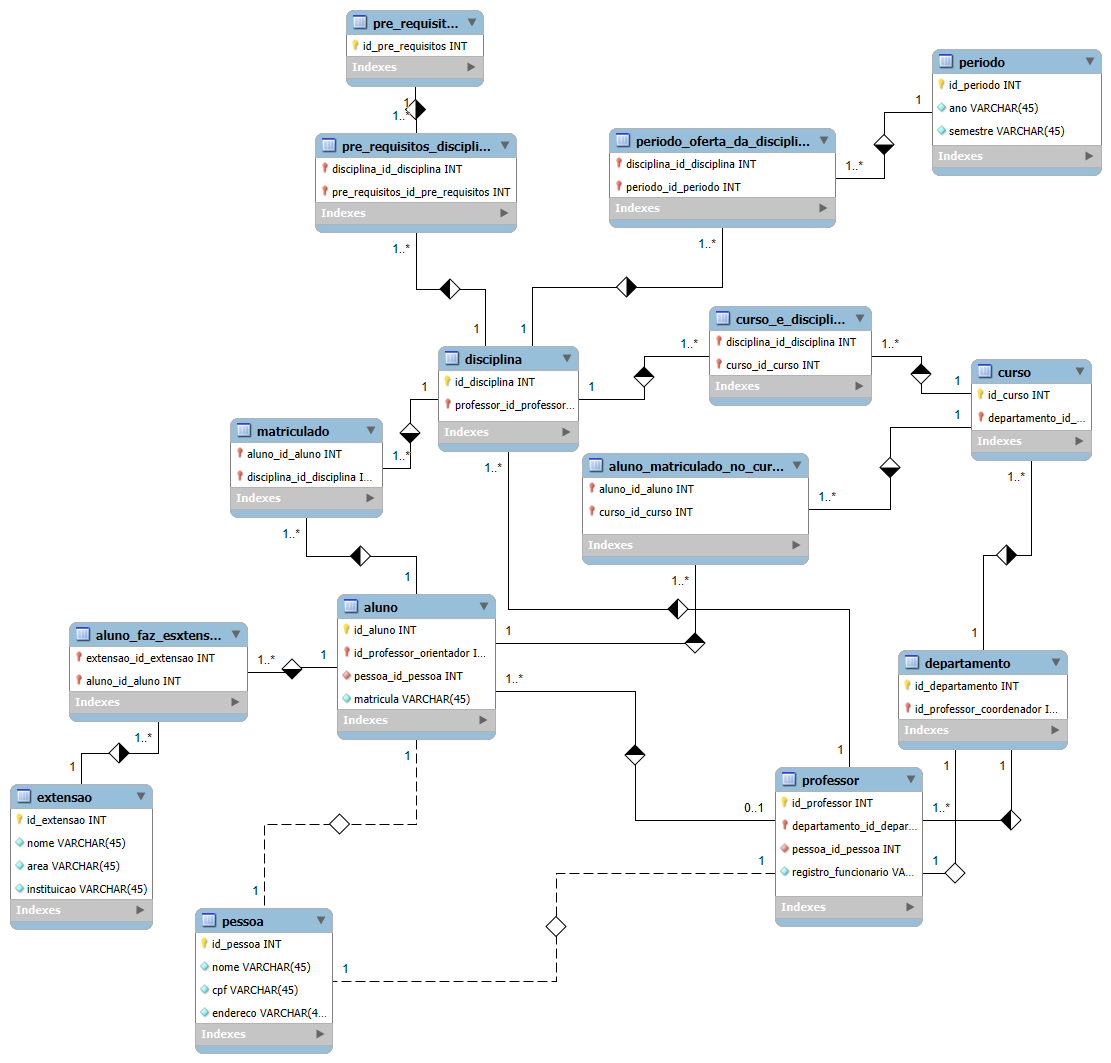 pre_requisit...
id_pre_requisitos INT
Indexes
1
1..*
pre_requisitos_discipli...
disciplina_id_disciplina INT
pre_requisitos_id_pre_requisitos INT
Indexes
1..*
1
periodo_oferta_da_discipli...
disciplina_id_disciplina INT
periodo_id_periodo INT
Indexes
1..*
1..*
1
1
periodo
id_periodo INT
ano VARCHAR(45)
semestre VARCHAR(45)
Indexes
curso_e_discipli...
disciplina_id_disciplina INT
curso_id_curso INT
Indexes
1..*
1..*
1
1
disciplina
id_disciplina INT
professor_id_professor...
Indexes
1
1..*
curso
id_curso INT
departamento_id_...
Indexes
1
1..*
matriculado
aluno_id_aluno INT
disciplina_id_disciplina I...
Indexes
1..*
1..*
1
aluno_matriculado_no_cur...
aluno_id_aluno INT
curso_id_curso INT
Indexes
1..*
1..*
1
aluno
id_aluno INT
id_professor_orientador I...
pessoa_id_pessoa INT
matricula VARCHAR(45)
Indexes
1
1
1..*
1
aluno_faz_esxtens...
extensao_id_extensao INT
aluno_id_aluno INT
Indexes
1..*
1..*
1
departamento
id_departamento INT
id_professor_coordenador I...
Indexes
1
1
extensao
id_extensao INT
nome VARCHAR(45)
area VARCHAR(45)
instituicao VARCHAR(45)
Indexes
1
professor
id_professor INT
departamento_id_depar...
pessoa_id_pessoa INT
registro_funcionario VA...
Indexes
0..1
1..*
1
1
1
pessoa
id_pessoa INT
nome VARCHAR(45)
cpf VARCHAR(45)
endereco VARCHAR(4...
Indexes
1